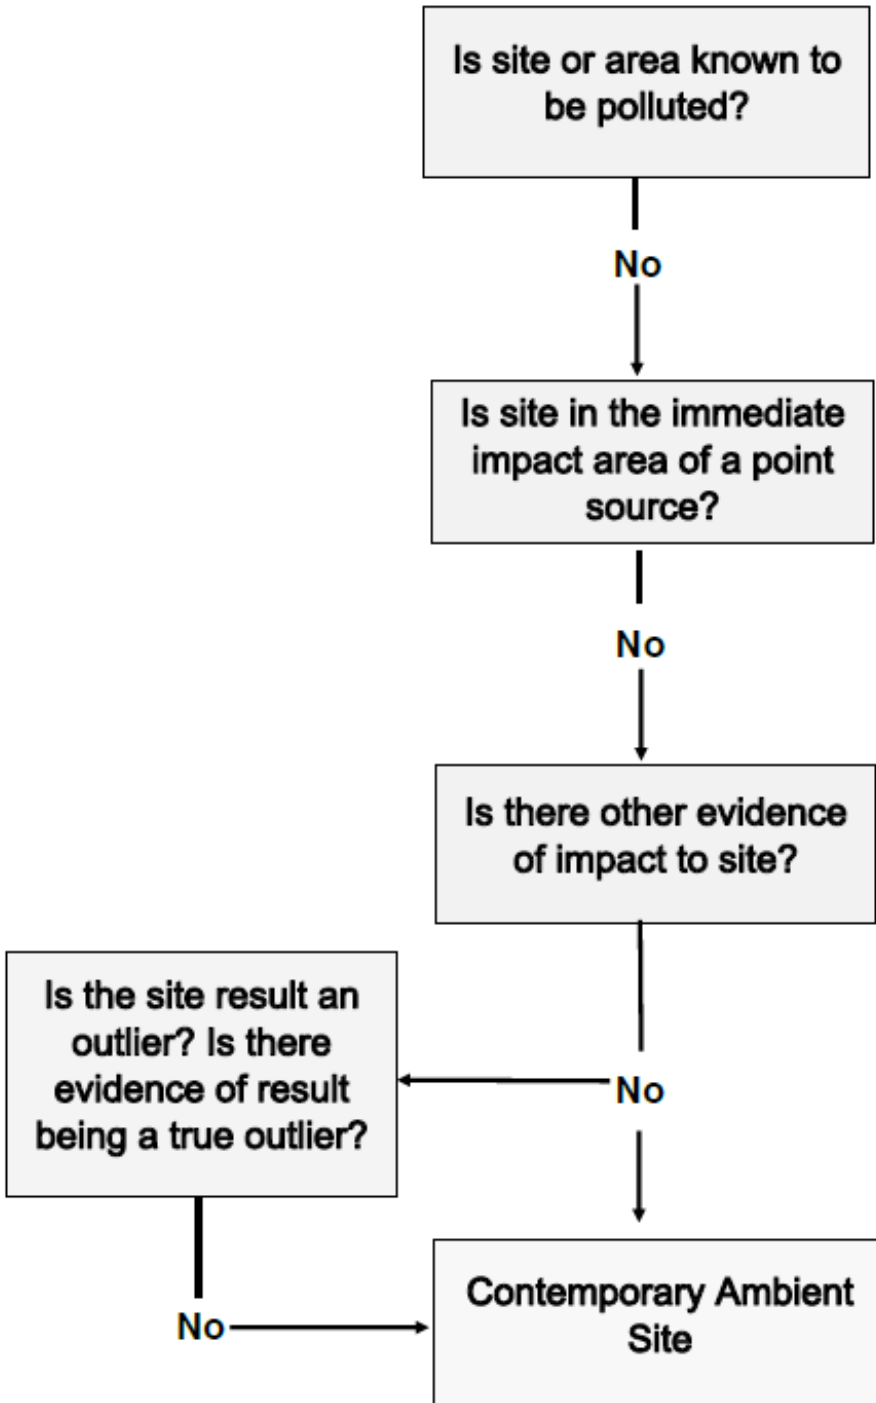 Is site or area known to
be polluted?
No
Is site in the immediate
impact area of a point
source?
No
Is there other evidence
of impact to site?
Is the site result an
outlier? Is there
evidence of result
being a true outlier?
No
No
Contemporary Ambient
Site